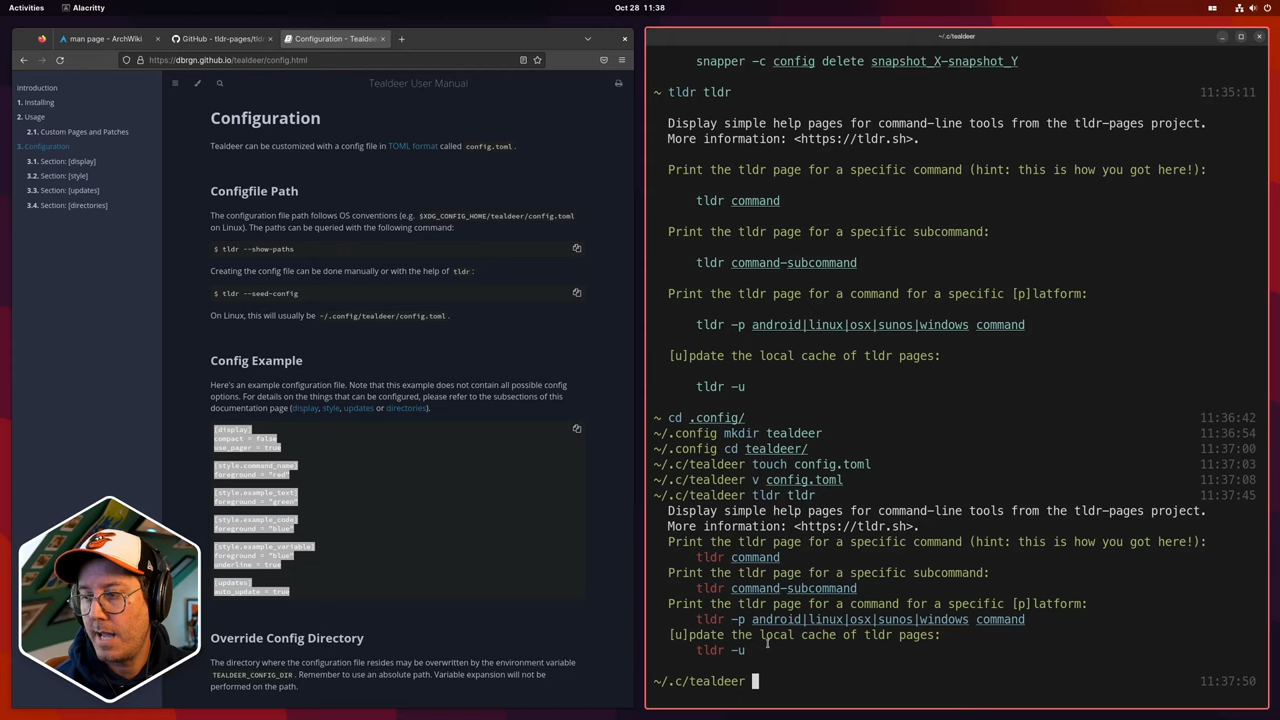 Activities
Alacritty
Oct 28 11:38
man page - ArchWiki
GitHub - tldr-pages/tld
Configuration - Tealdee
https://dbrgn.github.io/tealdeer/config.html
Tealdeer User Manual
Introduction
1. Installing
2. Usage
2.1. Custom Pages and Patches
3. Configuration
3.1. Section: [display]
3.2. Section: [style]
3.3. Section: [updates]
3.4. Section: [directories]
Configuration
Tealdeer can be customized with a config file in TOML format called config.toml.
Configfile Path
The configuration file path follows OS conventions (e.g. $XDG_CONFIG_HOME/tealdeer/config.toml
on Linux). The paths can be queried with the following command:
$ tldr --show-paths
Creating the config file can be done manually or with the help of tldr:
$ tldr --seed-config
On Linux, this will usually be ~/.config/tealdeer/config.toml.
Config Example
Here's an example configuration file. Note that this example does not contain all possible config
options. For details on the things that can be configured, please refer to the subsections of this
documentation page (display, style, updates or directories).
[display]
compact = false
use_pager = true
[style.command_name]
foreground = "red"
[style.example_text]
foreground = "green"
[style.example_code]
foreground = "blue"
[style.example_variable]
foreground = "blue"
underline = true
[updates]
auto_update = true
Override Config Directory
The directory where the configuration file resides may be overwritten by the environment variable
TEALDEER_CONFIG_DIR. Remember to use an absolute path. Variable expansion will not be
performed on the path.
~/.c/tealdeer
snapper -c config delete snapshot_X-snapshot_Y
~ tldr tldr 11:35:11
Display simple help pages for command-line tools from the tldr-pages project.
More information: <https://tldr.sh>.
Print the tldr page for a specific command (hint: this is how you got here!):
tldr command
Print the tldr page for a specific subcommand:
tldr command-subcommand
Print the tldr page for a command for a specific [p]latform:
tldr -p android|linux|osx|sunos|windows command
[u]pdate the local cache of tldr pages:
tldr -u
~ cd .config/ 11:36:42
~/.config mkdir tealdeer 11:36:54
~/.config cd tealdeer/ 11:37:00
~/.c/tealdeer touch config.toml 11:37:03
~/.c/tealdeer v config.toml 11:37:08
~/.c/tealdeer tldr tldr 11:37:45
Display simple help pages for command-line tools from the tldr-pages project.
More information: <https://tldr.sh>.
Print the tldr page for a specific command (hint: this is how you got here!):
tldr command
Print the tldr page for a specific subcommand:
tldr command-subcommand
Print the tldr page for a command for a specific [p]latform:
tldr -p android|linux|osx|sunos|windows command
[u]pdate the local cache of tldr pages:
tldr -u
~/.c/tealdeer 11:37:50